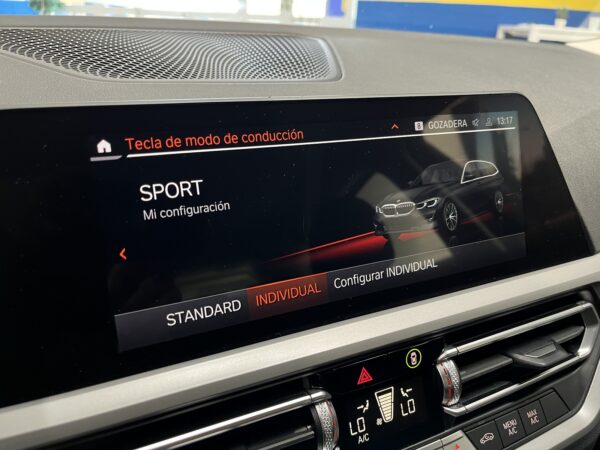 Tecla de modo de conducción
GOZADERA 13:17
SPORT
Mi configuración
STANDARD INDIVIDUAL Configurar INDIVIDUAL
LO LO
A/C
MENU A/C
MAX A/C